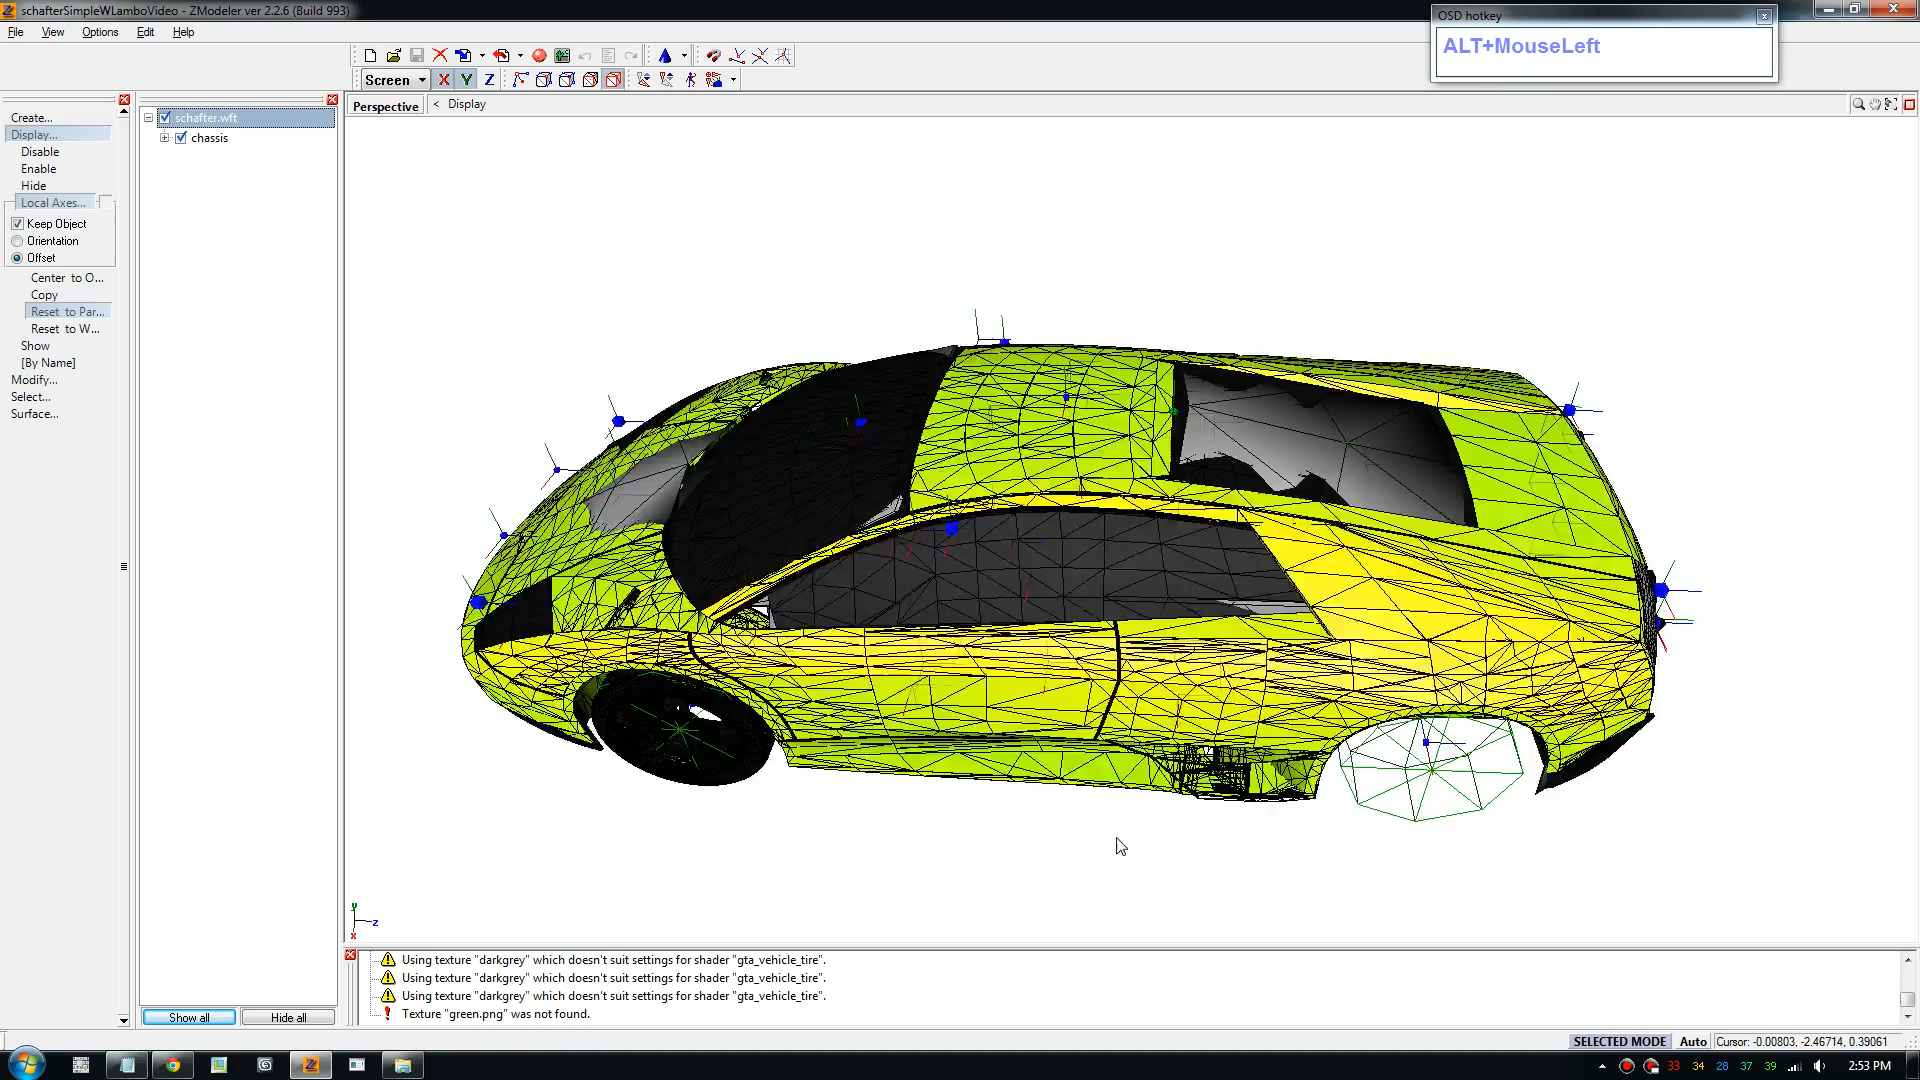 schafterSimpleWLamboVideo - ZModeler ver 2.2.6 (Build 993)
OSD hotkey
ALT+MouseLeft
File View Options Edit Help
Screen X Y Z
Perspective < Display
Create...
Display...
Disable
Enable
Hide
Local Axes...
Keep Object
Orientation
Offset
Center to O...
Copy
Reset to Par...
Reset to W...
Show
[By Name]
Modify...
Select...
Surface...
schafter.wft
chassis
Show all
Hide all
y
z
x
Using texture "darkgrey" which doesn't suit settings for shader "gta_vehicle_tire".
Using texture "darkgrey" which doesn't suit settings for shader "gta_vehicle_tire".
Using texture "darkgrey" which doesn't suit settings for shader "gta_vehicle_tire".
Texture "green.png" was not found.
SELECTED MODE Auto Cursor: -0.00803, -2.46714, 0.39061
33 34 28 37 39 2:53 PM